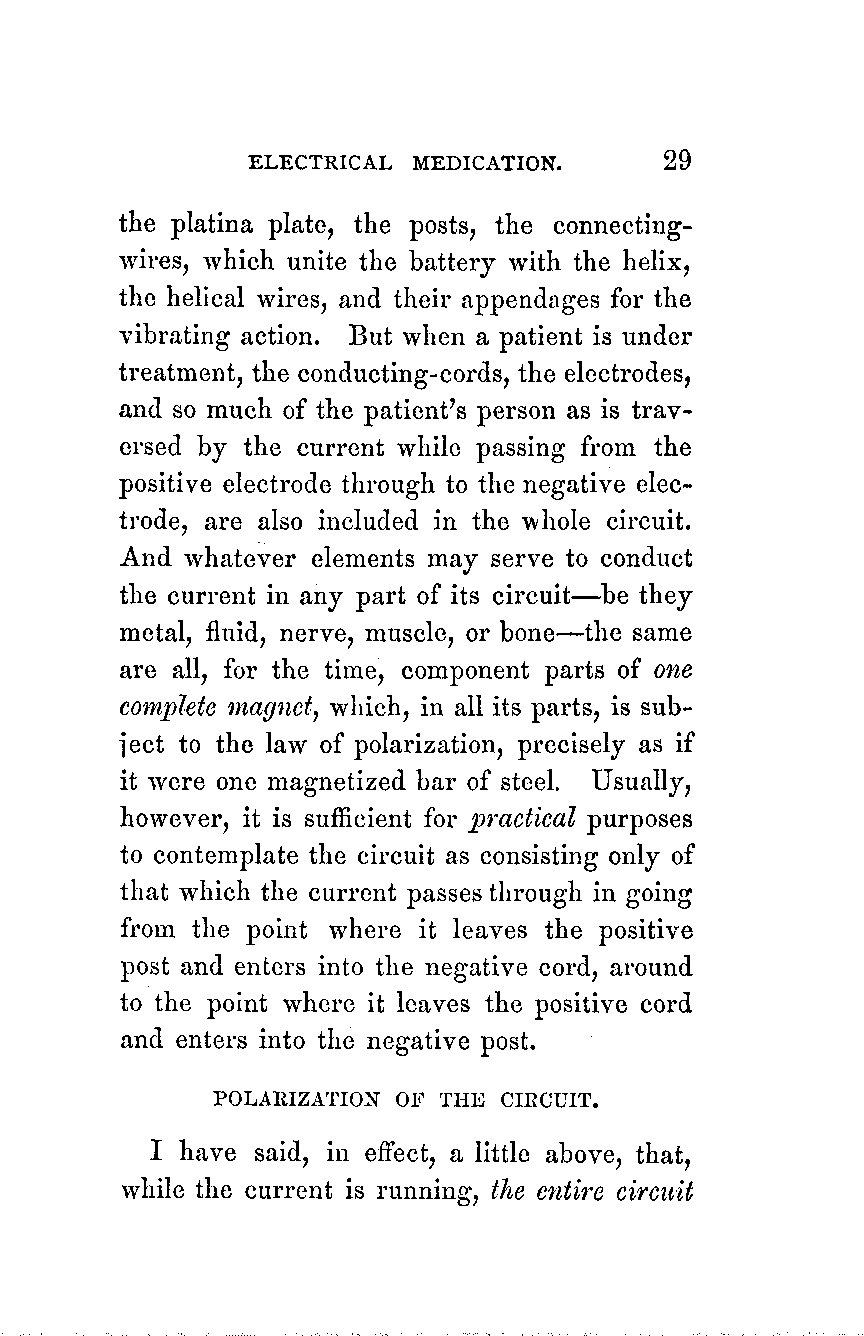 ELECTRICAL MEDICATION. 29
the platina plate, the posts, the connecting-
wires, which unite the battery with the helix,
the helical wires, and their appendages for the
vibrating action. But when a patient is under
treatment, the conducting-cords, the electrodes,
and so much of the patient's person as is trav-
ersed by the current while passing from the
positive electrode through to the negative elec-
trode, are also included in the whole circuit.
And whatever elements may serve to conduct
the current in any part of its circuit—be they
metal, fluid, nerve, muscle, or bone—the same
are all, for the time, component parts of one
complete magnet, which, in all its parts, is sub-
ject to the law of polarization, precisely as if
it were one magnetized bar of steel. Usually,
however, it is sufficient for practical purposes
to contemplate the circuit as consisting only of
that which the current passes through in going
from the point where it leaves the positive
post and enters into the negative cord, around
to the point where it leaves the positive cord
and enters into the negative post.
POLARIZATION OF THE CIRCUIT.
I have said, in effect, a little above, that,
while the current is running, the entire circuit